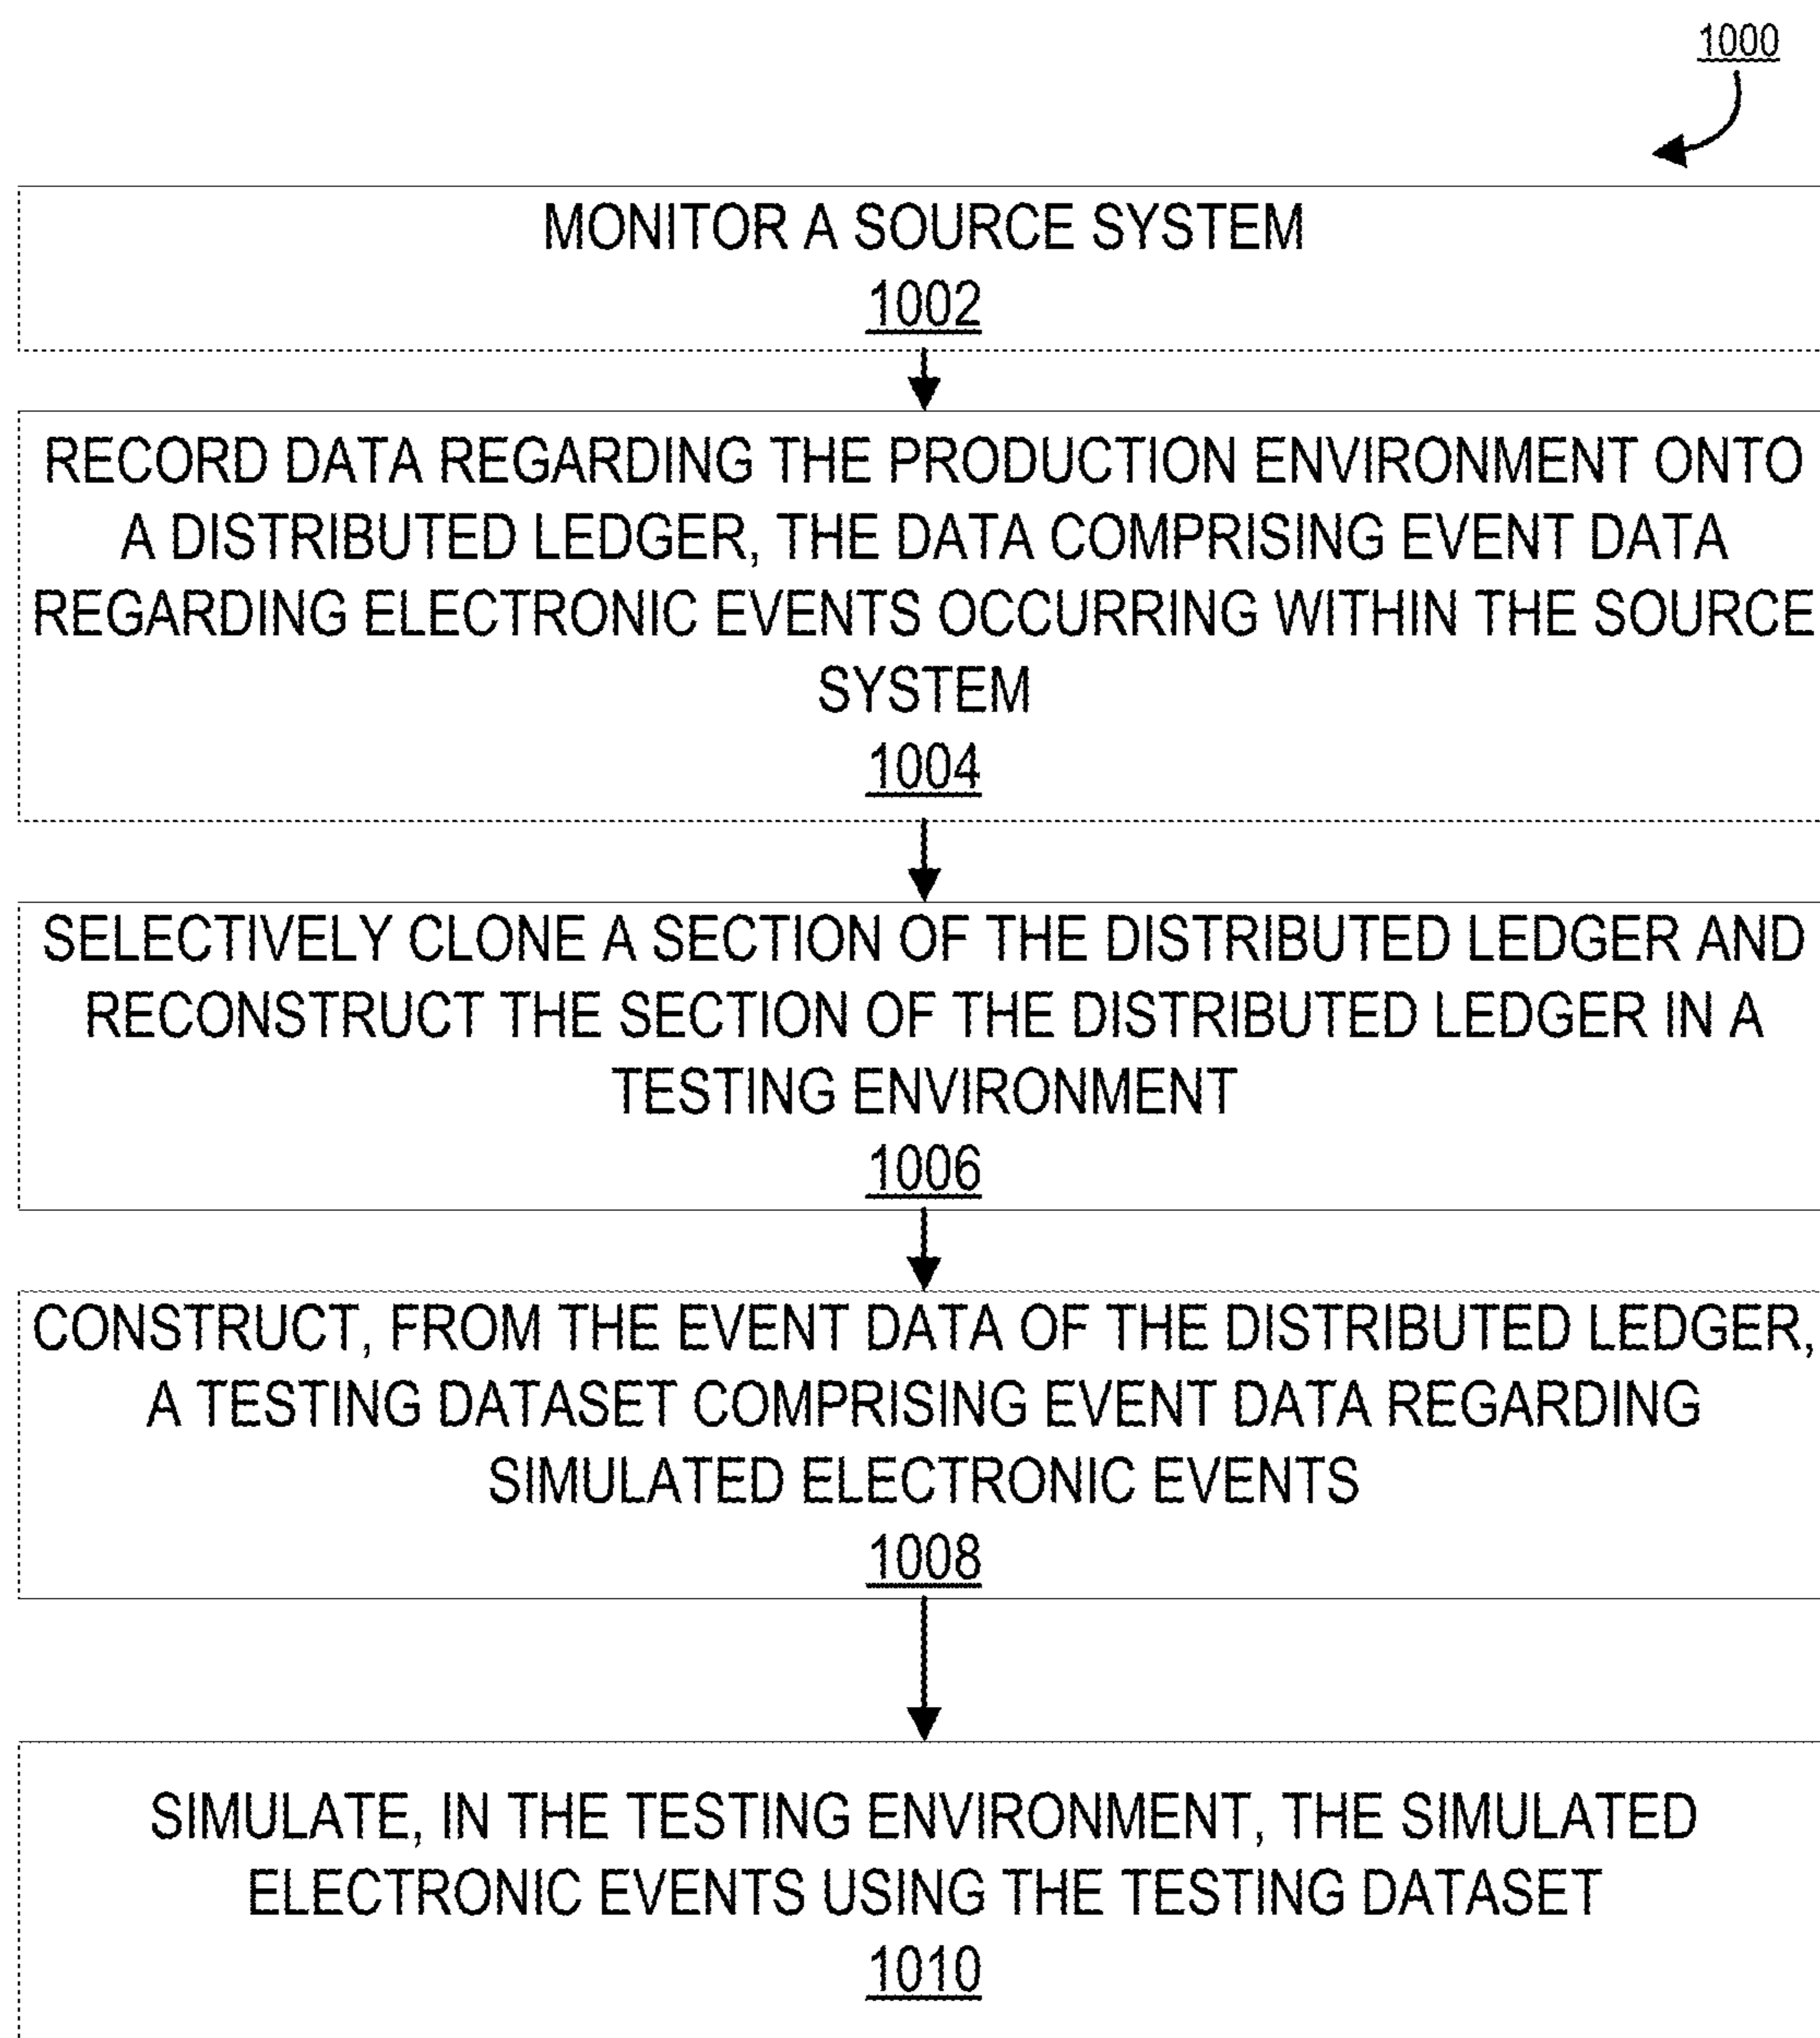 1000
MONITOR A SOURCE SYSTEM
1002
RECORD DATA REGARDING THE PRODUCTION ENVIRONMENT ONTO
A DISTRIBUTED LEDGER, THE DATA COMPRISING EVENT DATA
REGARDING ELECTRONIC EVENTS OCCURRING WITHIN THE SOURCE
SYSTEM
1004
SELECTIVELY CLONE A SECTION OF THE DISTRIBUTED LEDGER AND
RECONSTRUCT THE SECTION OF THE DISTRIBUTED LEDGER IN A
TESTING ENVIRONMENT
1006
CONSTRUCT, FROM THE EVENT DATA OF THE DISTRIBUTED LEDGER,
A TESTING DATASET COMPRISING EVENT DATA REGARDING
SIMULATED ELECTRONIC EVENTS
1008
SIMULATE, IN THE TESTING ENVIRONMENT, THE SIMULATED
ELECTRONIC EVENTS USING THE TESTING DATASET
1010